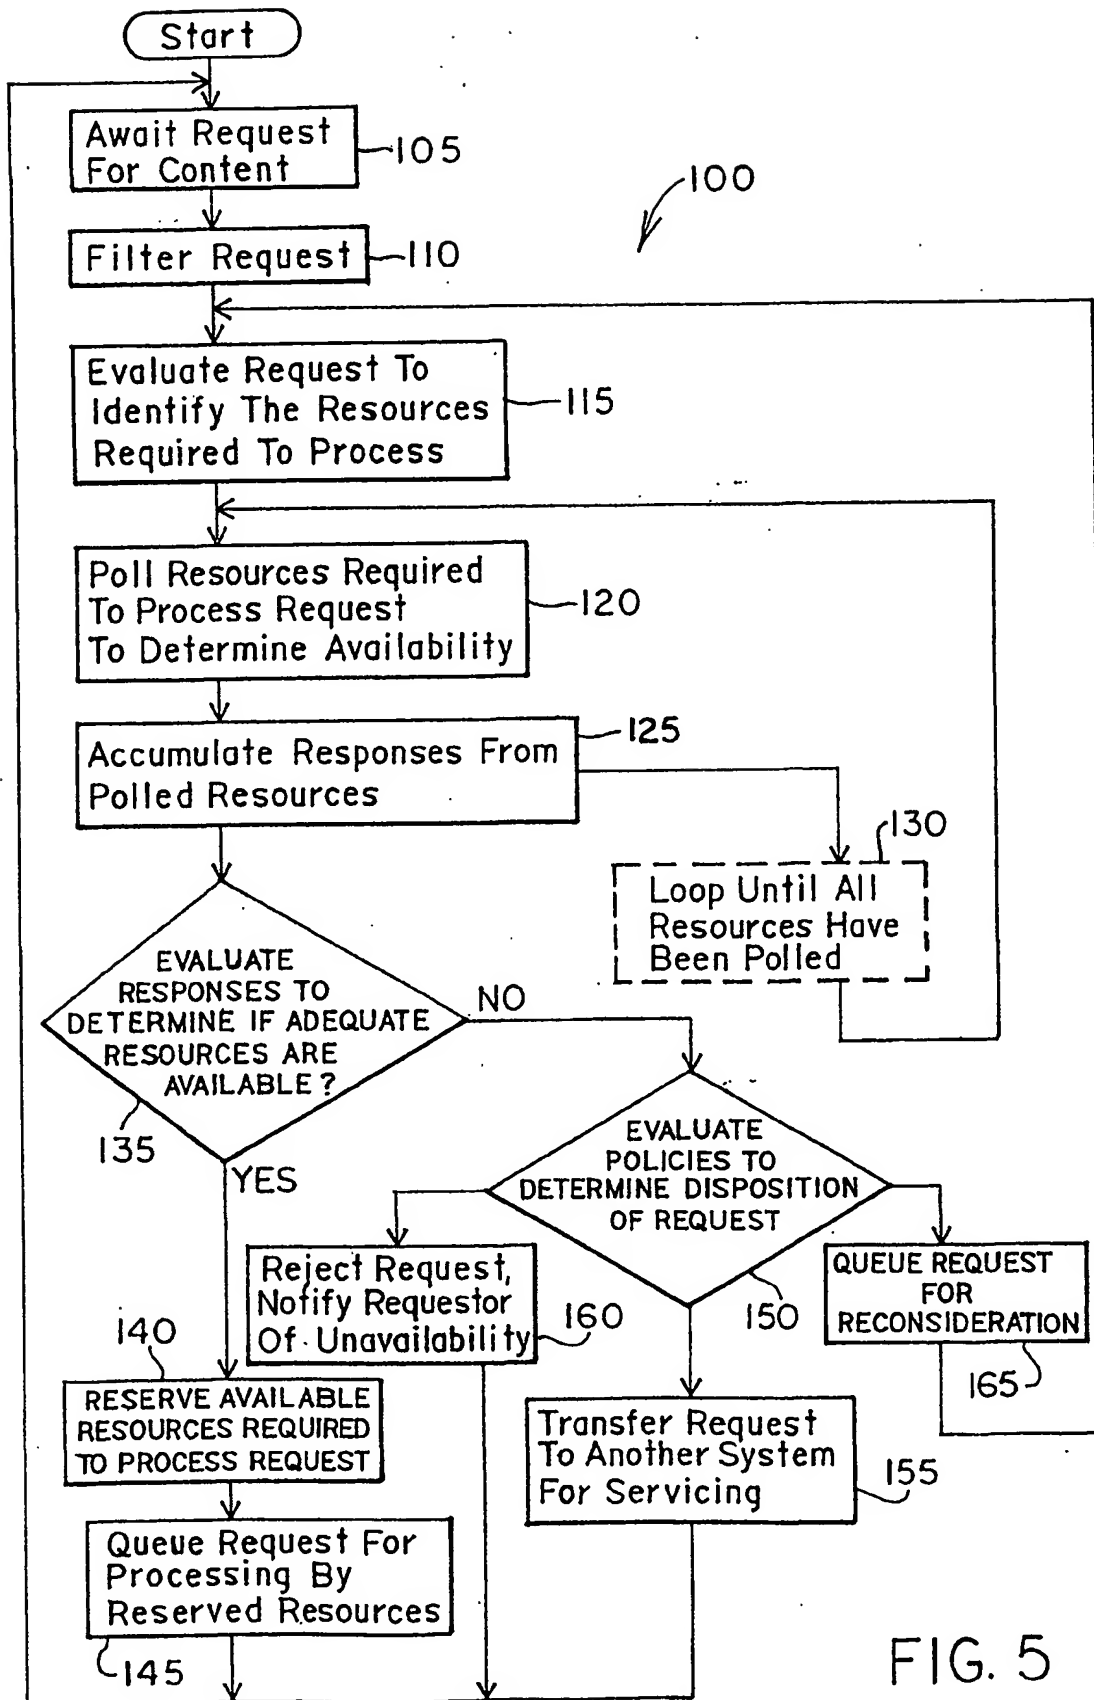 Start
Await Request
For Content
105
100
Filter Request
110
Evaluate Request To
Identify The Resources
Required To Process
115
Poll Resources Required
To Process Request
To Determine Availability
120
Accumulate Responses From
Polled Resources
125
130
Loop Until All
Resources Have
Been Polled
EVALUATE
RESPONSES TO
DETERMINE IF ADEQUATE
RESOURCES ARE
AVAILABLE?
NO
135
YES
EVALUATE
POLICIES TO
DETERMINE DISPOSITION
OF REQUEST
150
Reject Request,
Notify Requestor
Of Unavailability
160
QUEUE REQUEST
FOR
RECONSIDERATION
165
140
RESERVE AVAILABLE
RESOURCES REQUIRED
TO PROCESS REQUEST
Transfer Request
To Another System
For Servicing
155
Queue Request For
Processing By
Reserved Resources
145
FIG. 5